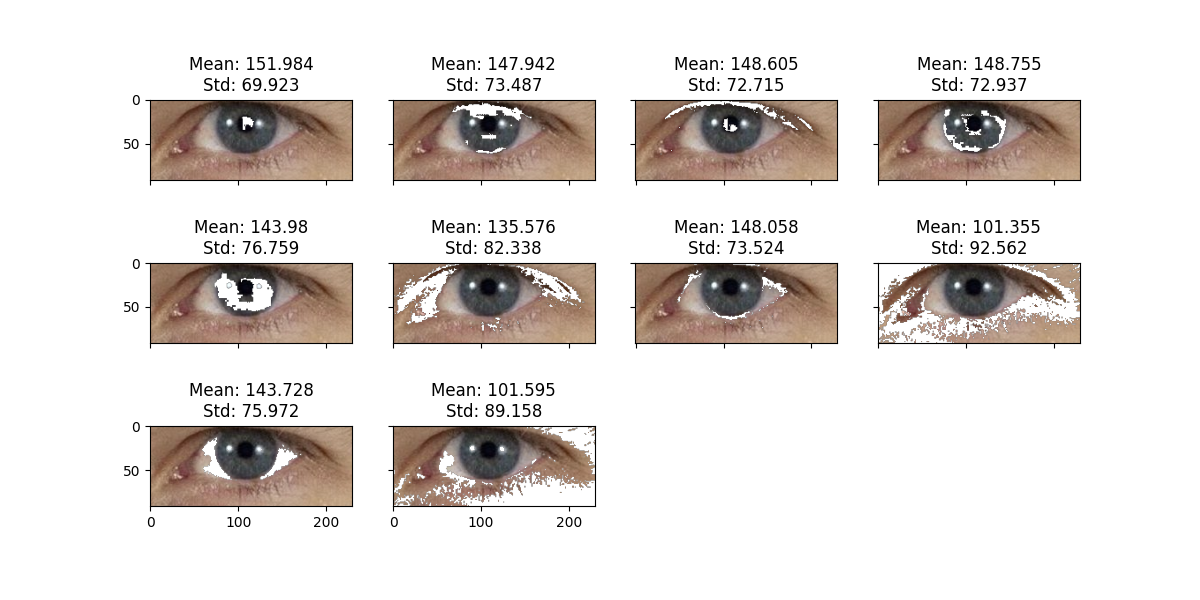 Mean: 151.984
Std: 69.923
Mean: 147.942
Std: 73.487
Mean: 148.605
Std: 72.715
Mean: 148.755
Std: 72.937
0
50
Mean: 143.98
Std: 76.759
Mean: 135.576
Std: 82.338
Mean: 148.058
Std: 73.524
Mean: 101.355
Std: 92.562
0
50
Mean: 143.728
Std: 75.972
Mean: 101.595
Std: 89.158
0
50
0 100 200
0 100 200